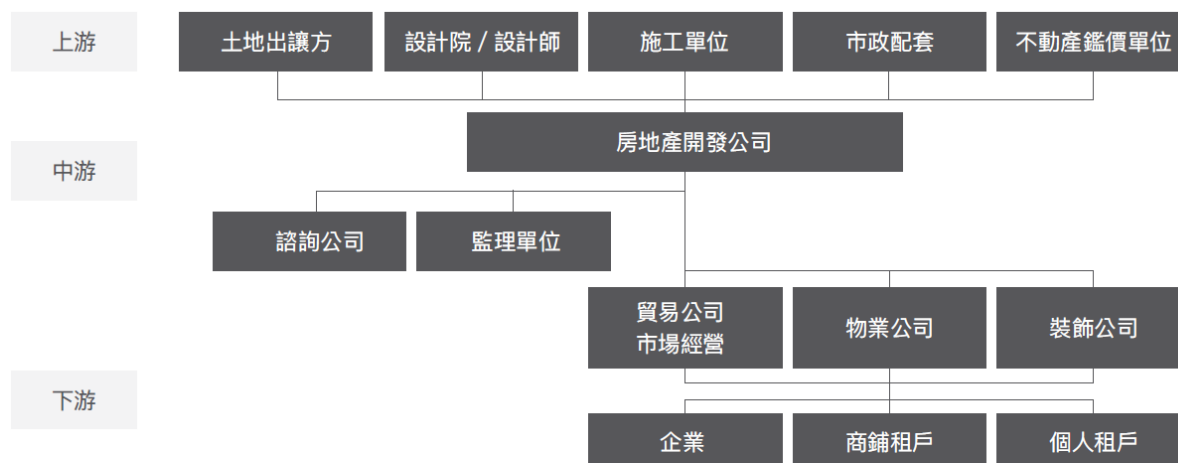 上游
土地出讓方
設計院 / 設計師
施工單位
市政配套
不動產鑑價單位
房地產開發公司
中游
諮詢公司
監理單位
貿易公司
市場經營
物業公司
裝飾公司
下游
企業
商鋪租戶
個人租戶